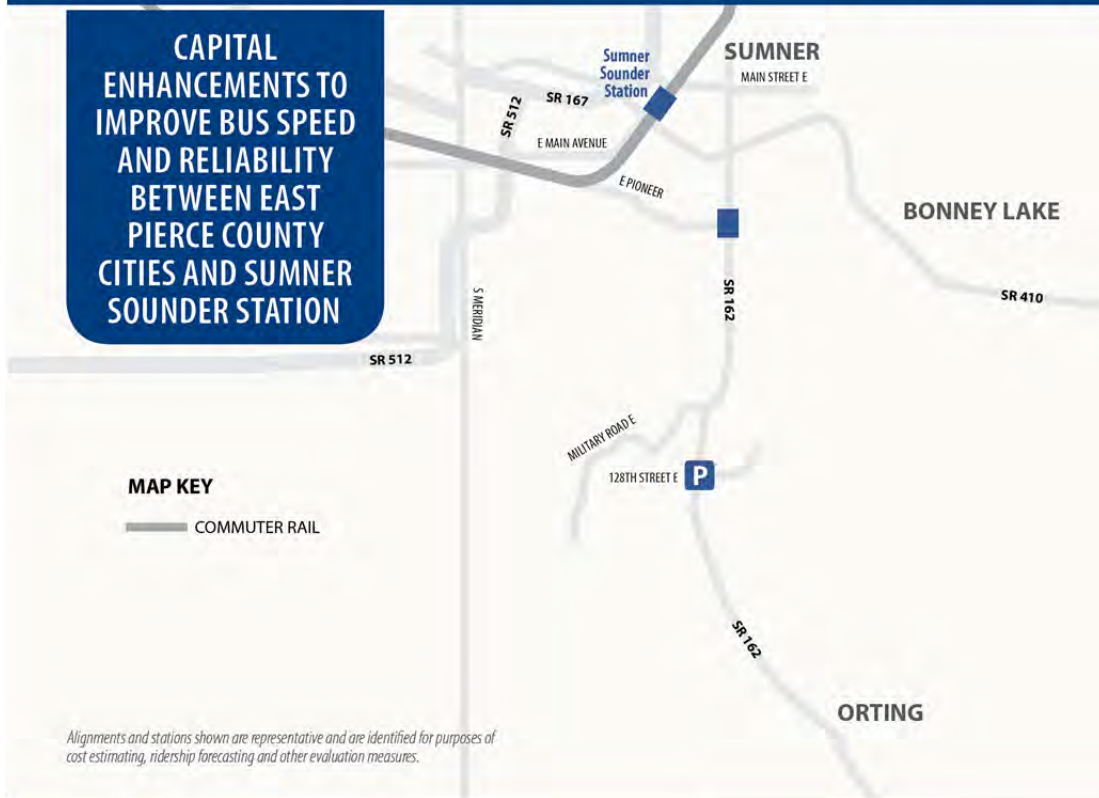 CAPITAL
ENHANCEMENTS TO
IMPROVE BUS SPEED
AND RELIABILITY
BETWEEN EAST
PIERCE COUNTY
CITIES AND SUMNER
SOUNDER STATION
Sumner
Sounder
Station
SUMNER
MAIN STREET E
SR 167
SR 512
E MAIN AVENUE
E PIONEER
BONNEY LAKE
SR 410
SR 162
S MERIDIAN
SR 512
MILITARY ROAD E
128TH STREET E
P
MAP KEY
COMMUTER RAIL
SR 162
ORTING
Alignments and stations shown are representative and are identified for purposes of
cost estimating, ridership forecasting and other evaluation measures.